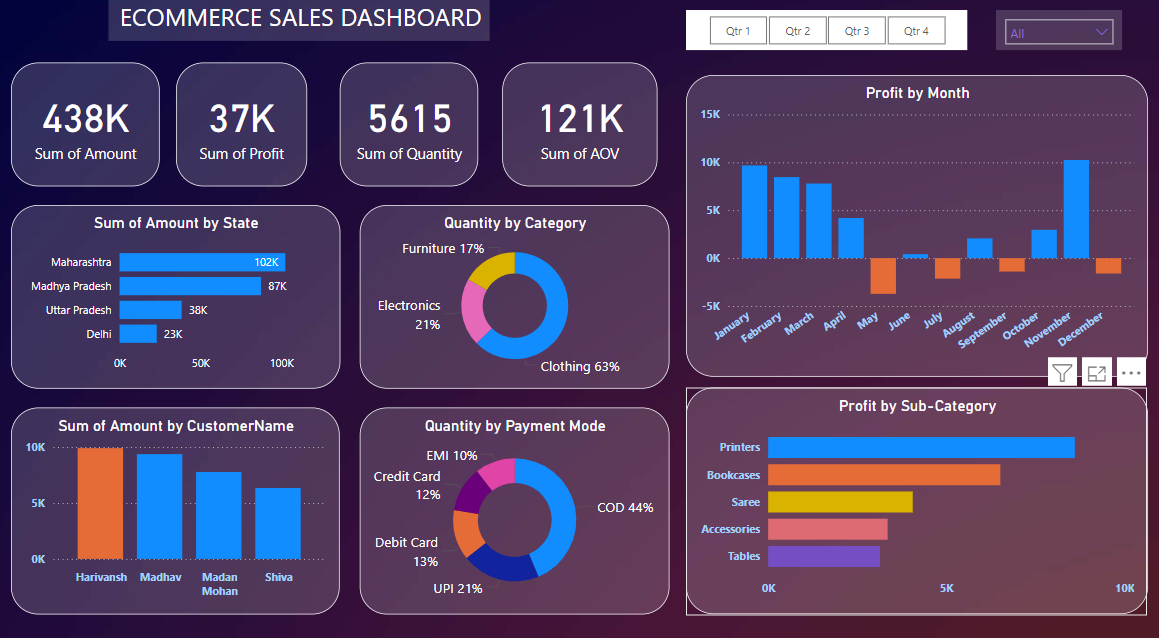 ECOMMERCE SALES DASHBOARD
Qtr 1
Qtr 2
Qtr 3
Qtr 4
All
438K
Sum of Amount
37K
Sum of Profit
5615
Sum of Quantity
121K
Sum of AOV
Profit by Month
15K
10K
5K
0K
-5K
January
February
March
April
May
June
July
August
September
October
November
December
Sum of Amount by State
Maharashtra
102K
Madhya Pradesh
87K
Uttar Pradesh
38K
Delhi
23K
0K
50K
100K
Quantity by Category
Furniture 17%
Electronics
21%
Clothing 63%
Sum of Amount by CustomerName
10K
5K
0K
Harivansh
Madhav
Madan
Mohan
Shiva
Quantity by Payment Mode
EMI 10%
Credit Card
12%
COD 44%
Debit Card
13%
UPI 21%
Profit by Sub-Category
Printers
Bookcases
Saree
Accessories
Tables
0K
5K
10K